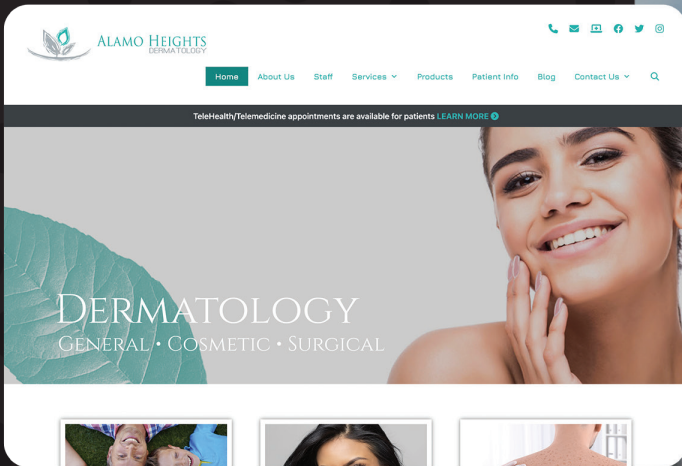 ALAMO HEIGHTS
DERMATOLOGY
Home About Us Staff Services Products Patient Info Blog Contact Us
TeleHealth/Telemedicine appointments are available for patients LEARN MORE
DERMATOLOGY
GENERAL • COSMETIC • SURGICAL